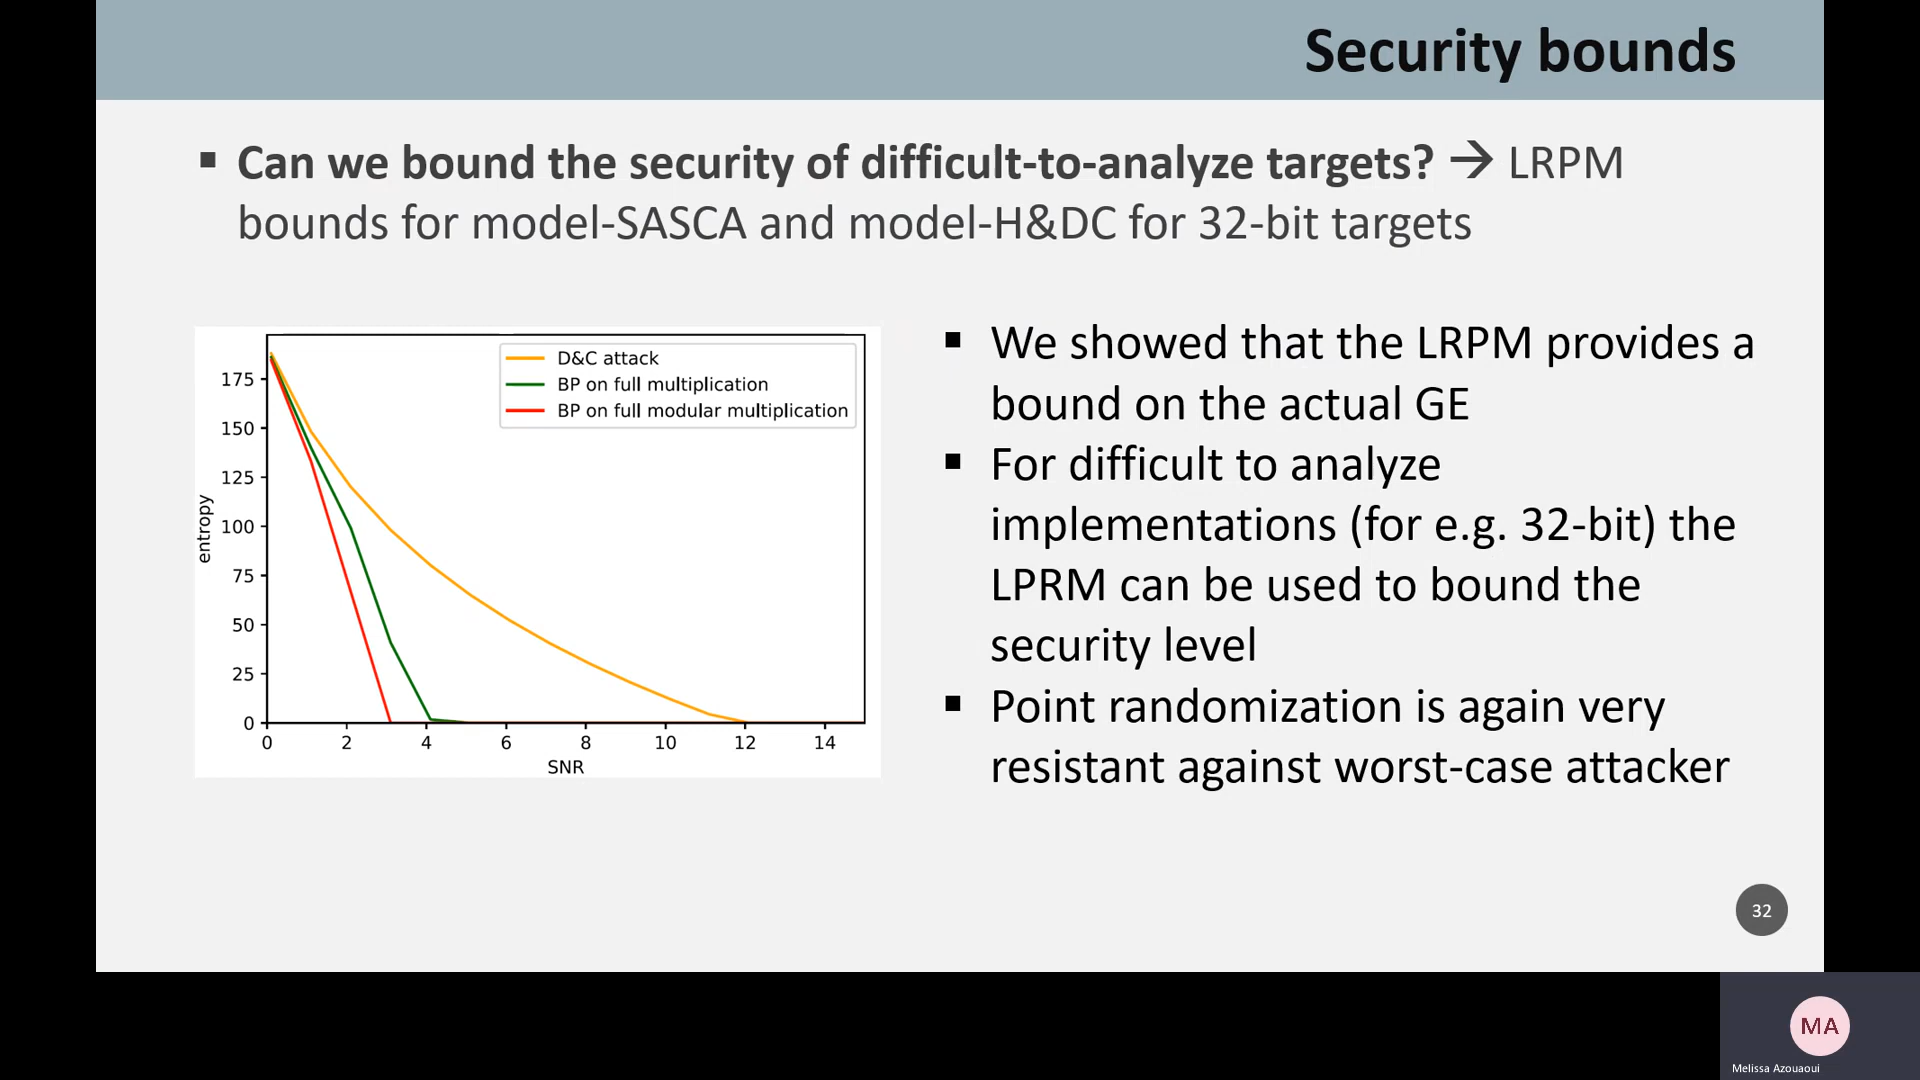 Security bounds
▪ Can we bound the security of difficult-to-analyze targets? → LRPM
bounds for model-SASCA and model-H&DC for 32-bit targets
D&C attack
BP on full multiplication
BP on full modular multiplication
175
150
125
100
75
50
25
0
entropy
0 2 4 6 8 10 12 14
SNR
▪ We showed that the LRPM provides a
bound on the actual GE
▪ For difficult to analyze
implementations (for e.g. 32-bit) the
LPRM can be used to bound the
security level
▪ Point randomization is again very
resistant against worst-case attacker
32
MA
Melissa Azouaoui